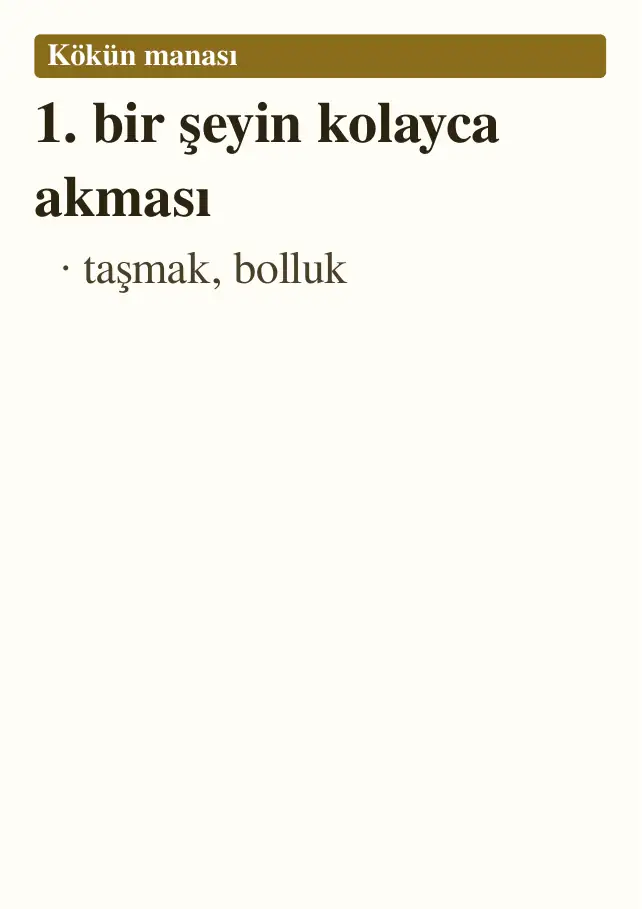 Kökün manası
1. bir şeyin kolayca
akması
· taşmak, bolluk